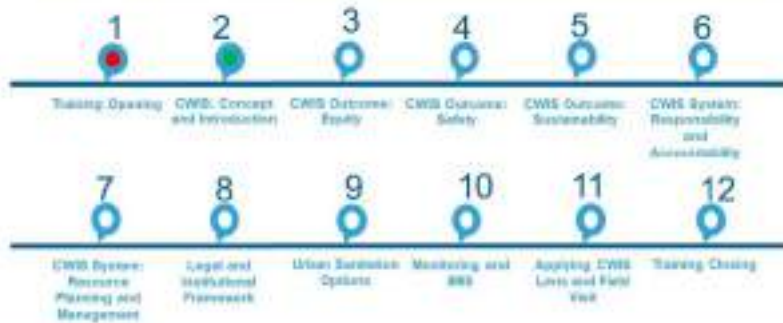 1 2 3 4 5 6
Training Opening CWIS: Concept CWIS Outcome: CWIS Outcome: CWIS Outcome: CWIS System:
and Introduction Equity Safety Sustainability Responsibility
and
Accountability
7 8 9 10 11 12
CWIS System: Legal and Urban Sanitation Monitoring and Applying CWIS Training Closing
Resource Institutional Options Lens and Field
Planning and Framework Visit
Management